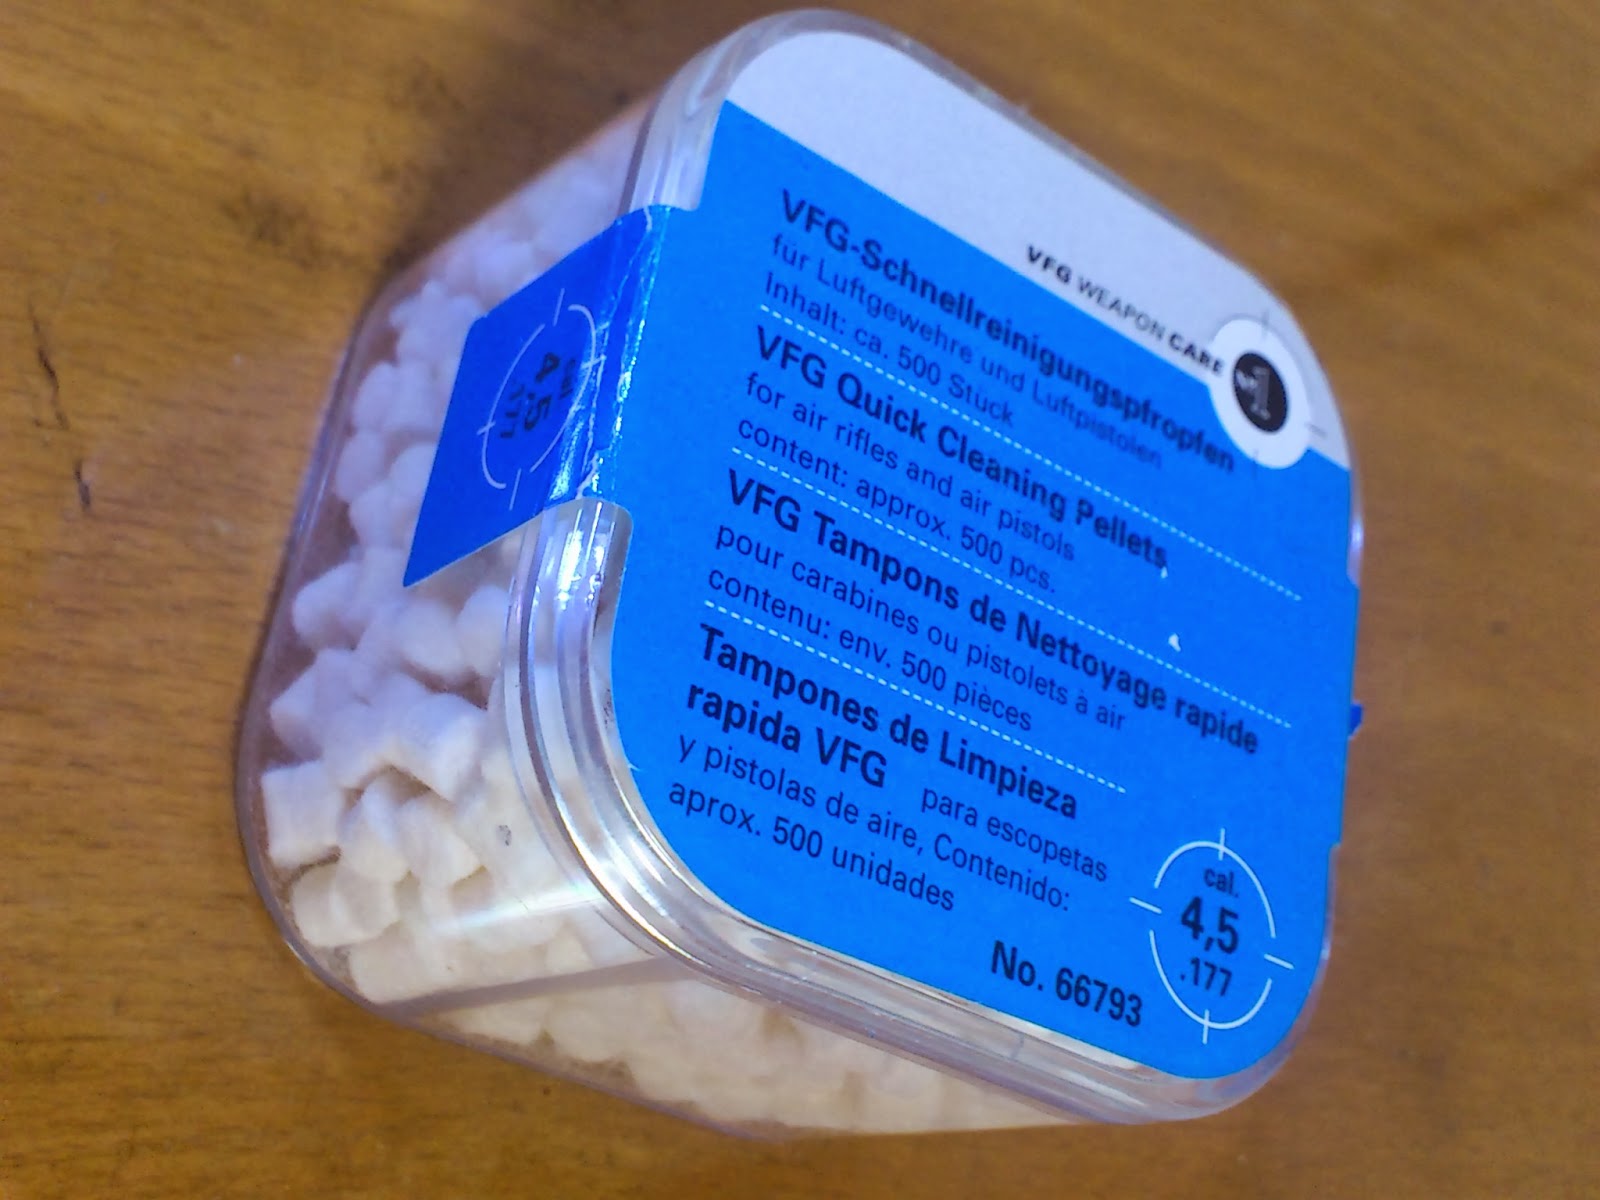 VFG WEAPON CARE
№1
VFG-Schnellreinigungspfropfen
für Luftgewehre und Luftpistolen
Inhalt: ca. 500 Stück
VFG Quick Cleaning Pellets
for air rifles and air pistols
content: approx. 500 pcs.
VFG Tampons de Nettoyage rapide
pour carabines ou pistolets à air
contenu: env. 500 pièces
Tampones de Limpieza
rapida VFG para escopetas
y pistolas de aire, Contenido:
aprox. 500 unidades
No. 66793
cal.
4,5
.177
cal.
4,5
.177